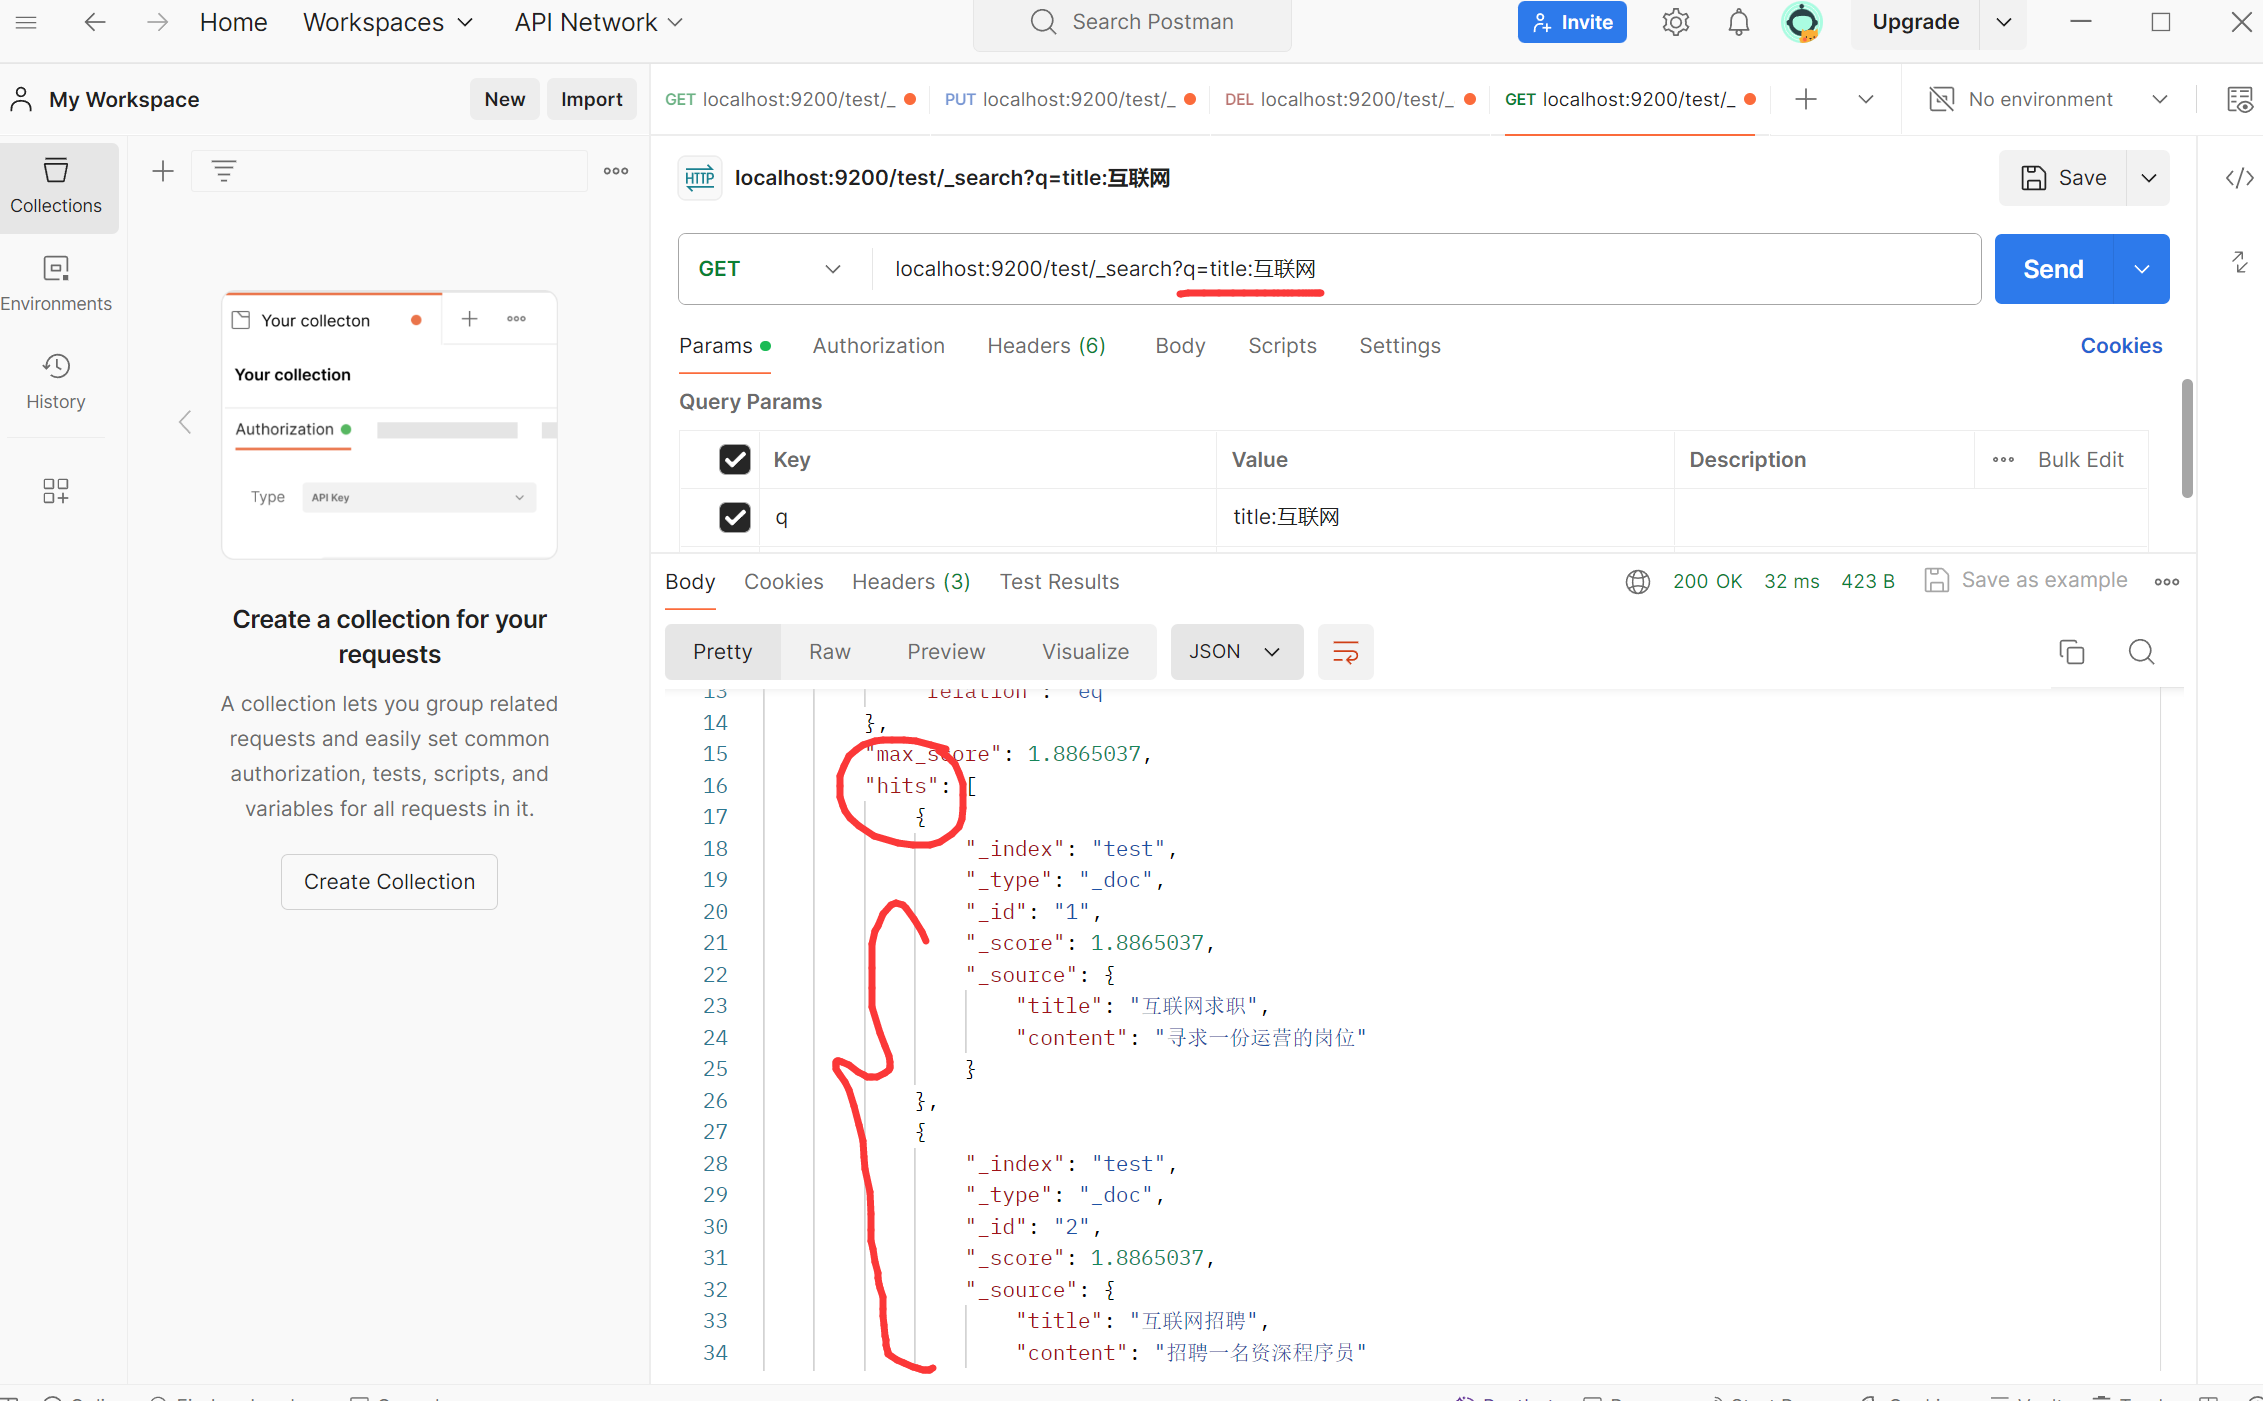 Home Workspaces API Network Search Postman Invite Upgrade
My Workspace New Import GET localhost:9200/test/_ PUT localhost:9200/test/_ DEL localhost:9200/test/_ GET localhost:9200/test/_ No environment
Collections
Environments
History
Your collecton
Your collection
Authorization
Type API Key
Create a collection for your
requests
A collection lets you group related
requests and easily set common
authorization, tests, scripts, and
variables for all requests in it.
Create Collection
HTTP localhost:9200/test/_search?q=title:互联网 Save
GET localhost:9200/test/_search?q=title:互联网 Send
Params Authorization Headers (6) Body Scripts Settings Cookies
Query Params
Key Value Description Bulk Edit
q title:互联网
Body Cookies Headers (3) Test Results 200 OK 32 ms 423 B Save as example
Pretty Raw Preview Visualize JSON
13 relation : eq
14 },
15 "max_score": 1.8865037,
16 "hits": [
17 {
18 "_index": "test",
19 "_type": "_doc",
20 "_id": "1",
21 "_score": 1.8865037,
22 "_source": {
23 "title": "互联网求职",
24 "content": "寻求一份运营的岗位"
25 }
26 },
27 {
28 "_index": "test",
29 "_type": "_doc",
30 "_id": "2",
31 "_score": 1.8865037,
32 "_source": {
33 "title": "互联网招聘",
34 "content": "招聘一名资深程序员"